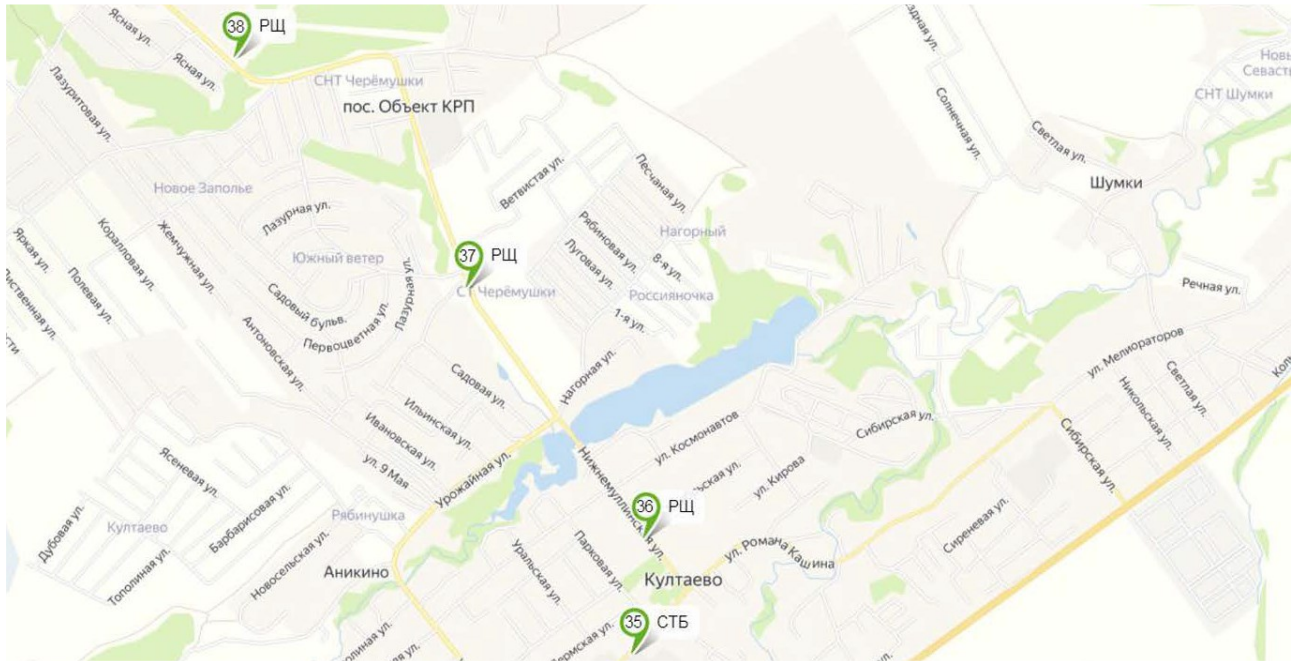 38 РЩ
Ясная ул.
Ясная ул.
Лазуритовая ул.
СНТ Черёмушки
пос. Объект КРП
Солнечная ул.
Светлая ул.
СНТ Шумки
Шумки
Ветвистая ул.
Песчаная ул.
Новое Заполье
Лазурная ул.
Рябиновая ул.
Нагорный
Коралловая ул.
Жемчужная ул.
Яркая ул.
Полевая ул.
37 РЩ
Южный ветер
Луговая ул.
8-я ул.
Россияночка
Речная ул.
Лазурная ул.
СТ Черёмушки
1-я ул.
Садовый бульв.
Первоцветная ул.
Антоновская ул.
ул. Мелиораторов
Светлая ул.
Никольская ул.
Садовая ул.
Нагорная ул.
Ильинская ул.
Ивановская ул.
ул. 9 Мая
Урожайная ул.
Сибирская ул.
Сибирская ул.
ул. Космонавтов
ул. Кирова
Нижнемуллинская ул.
Ясеневая ул.
Барбарисовая ул.
Рябинушка
Култаево
Дубовая ул.
Тополиная ул.
Новосельская ул.
Аникино
36 РЩ
Сиреневая ул.
Уральская ул.
Парковая ул.
ул. Романа Кашина
Култаево
35 СТБ